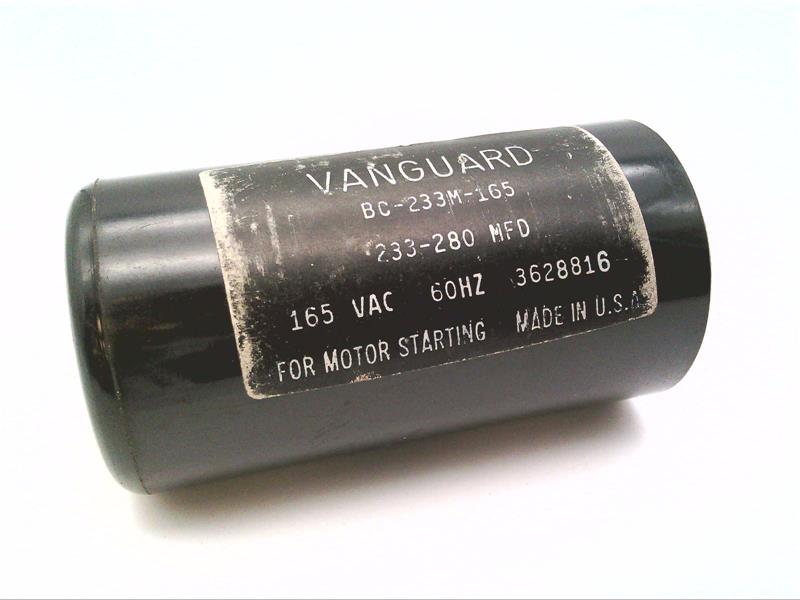 VANGUARD
BC-233M-165
233-280 MFD
165 VAC 60HZ 3628816
FOR MOTOR STARTING MADE IN U.S.A